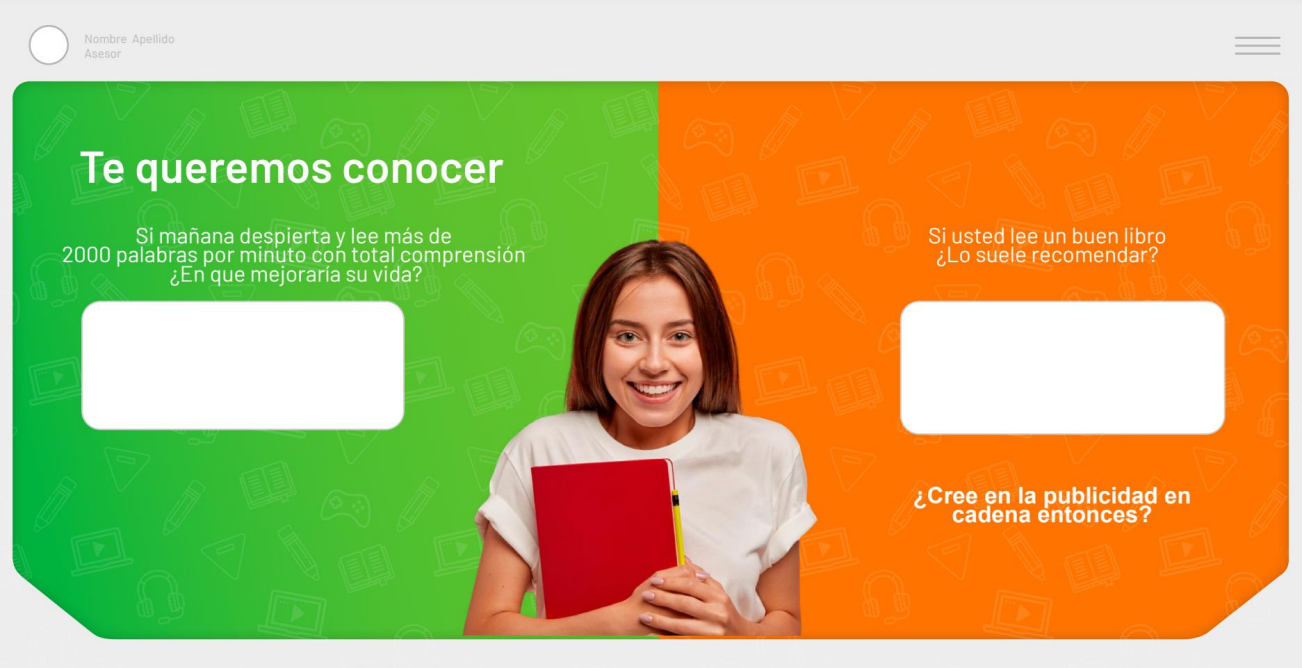 Nombre Apellido
Asesor
Te queremos conocer
Si mañana despierta y lee más de
2000 palabras por minuto con total comprensión
¿En que mejoraría su vida?
Si usted lee un buen libro
¿Lo suele recomendar?
¿Cree en la publicidad en
cadena entonces?